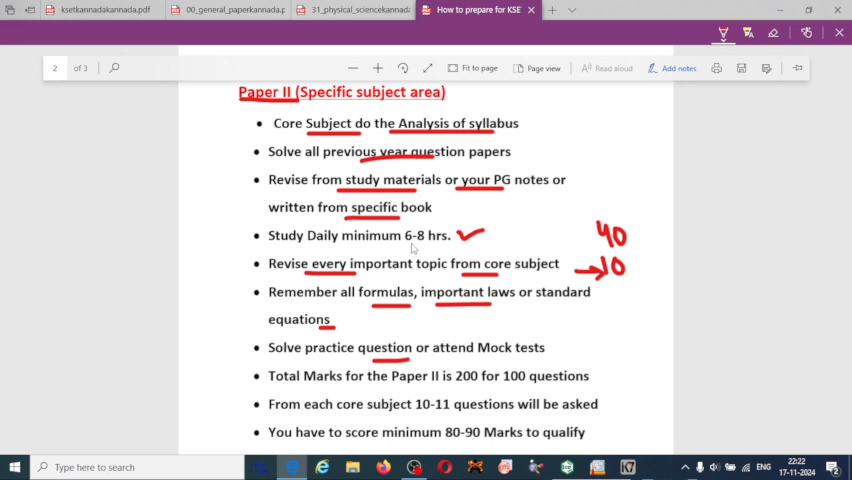 ksetkannadakannada.pdf
00_general_paperkannada.p
31_physical_sciencekannad
How to prepare for KSE
2 of 3
Fit to page
Page view
Read aloud
Add notes
Paper II (Specific subject area)
• Core Subject do the Analysis of syllabus
• Solve all previous year question papers
• Revise from study materials or your PG notes or
written from specific book
• Study Daily minimum 6-8 hrs.
40
• Revise every important topic from core subject
10
• Remember all formulas, important laws or standard
equations
• Solve practice question or attend Mock tests
• Total Marks for the Paper II is 200 for 100 questions
• From each core subject 10-11 questions will be asked
• You have to score minimum 80-90 Marks to qualify
Type here to search
ENG
22:22
17-11-2024